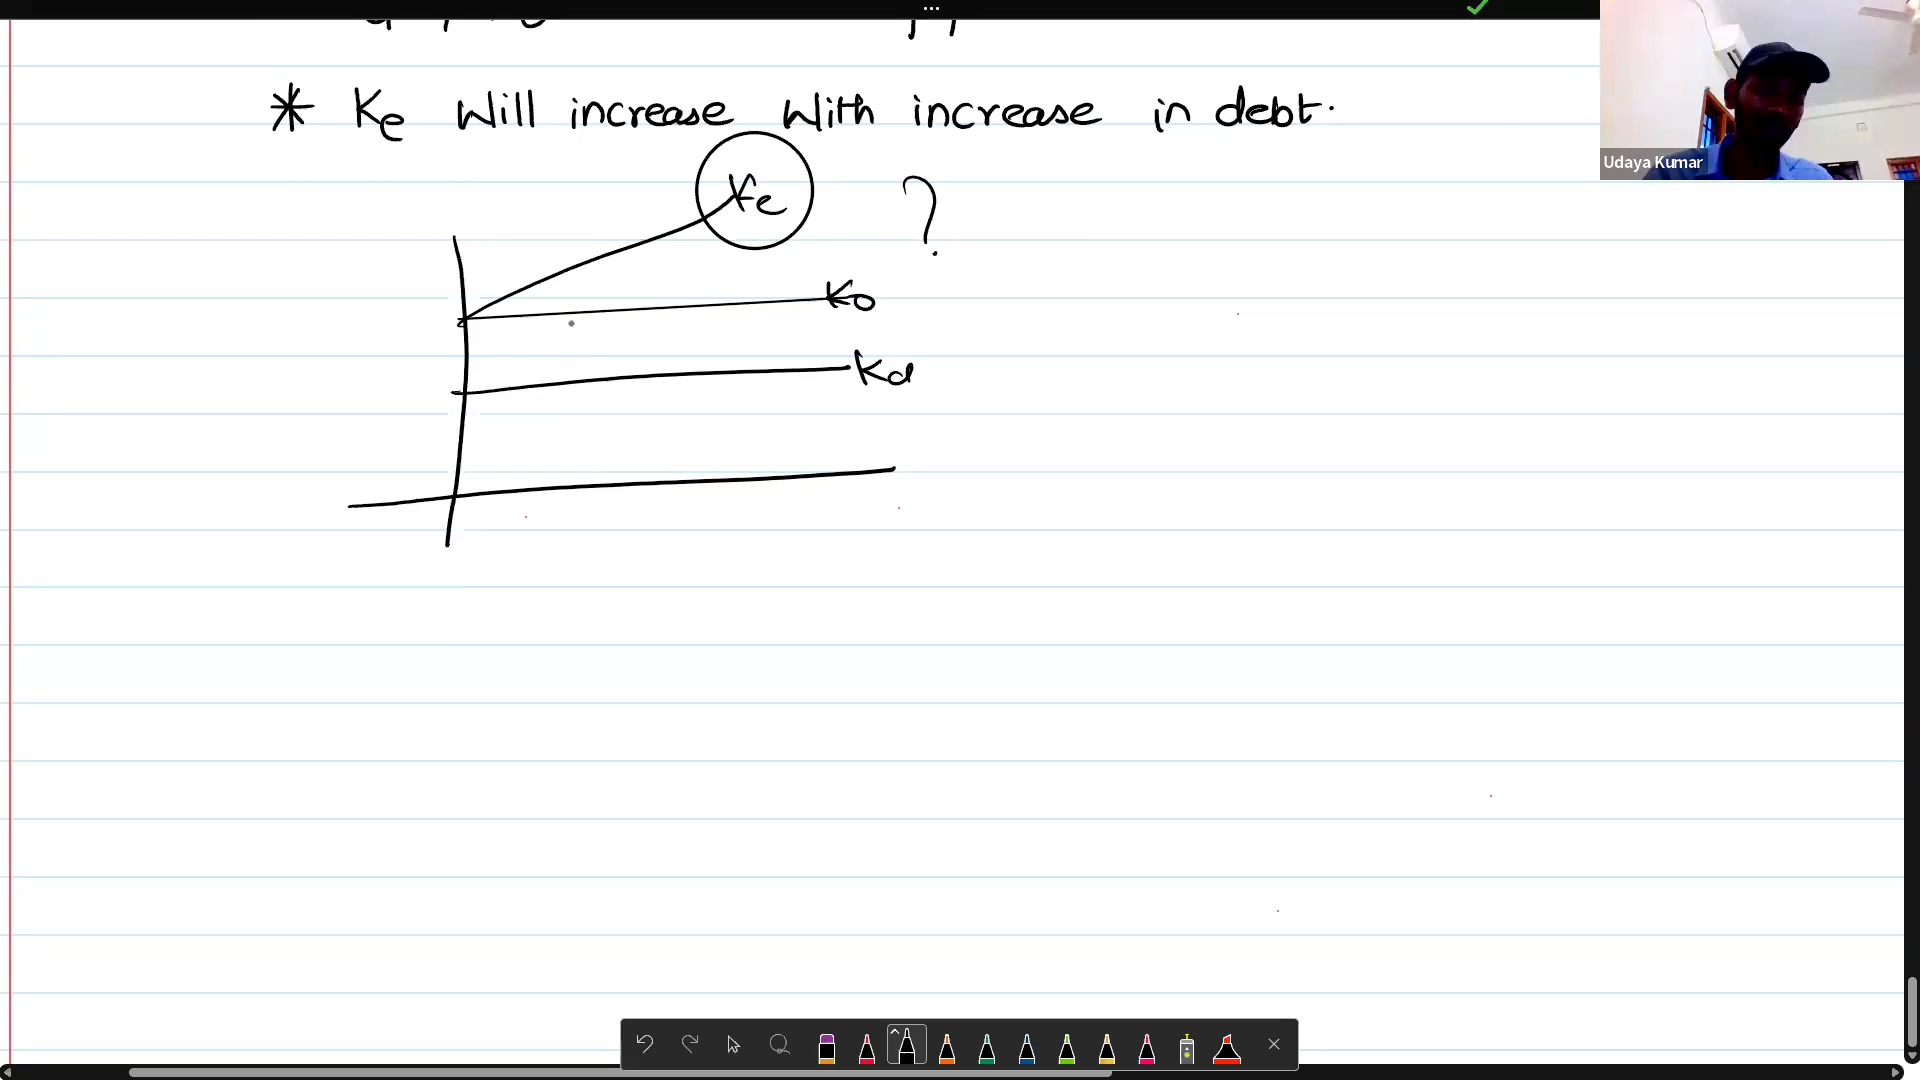 * Ke Will increase With increase in debt.
Udaya Kumar
Ke ?
Ko
Kd